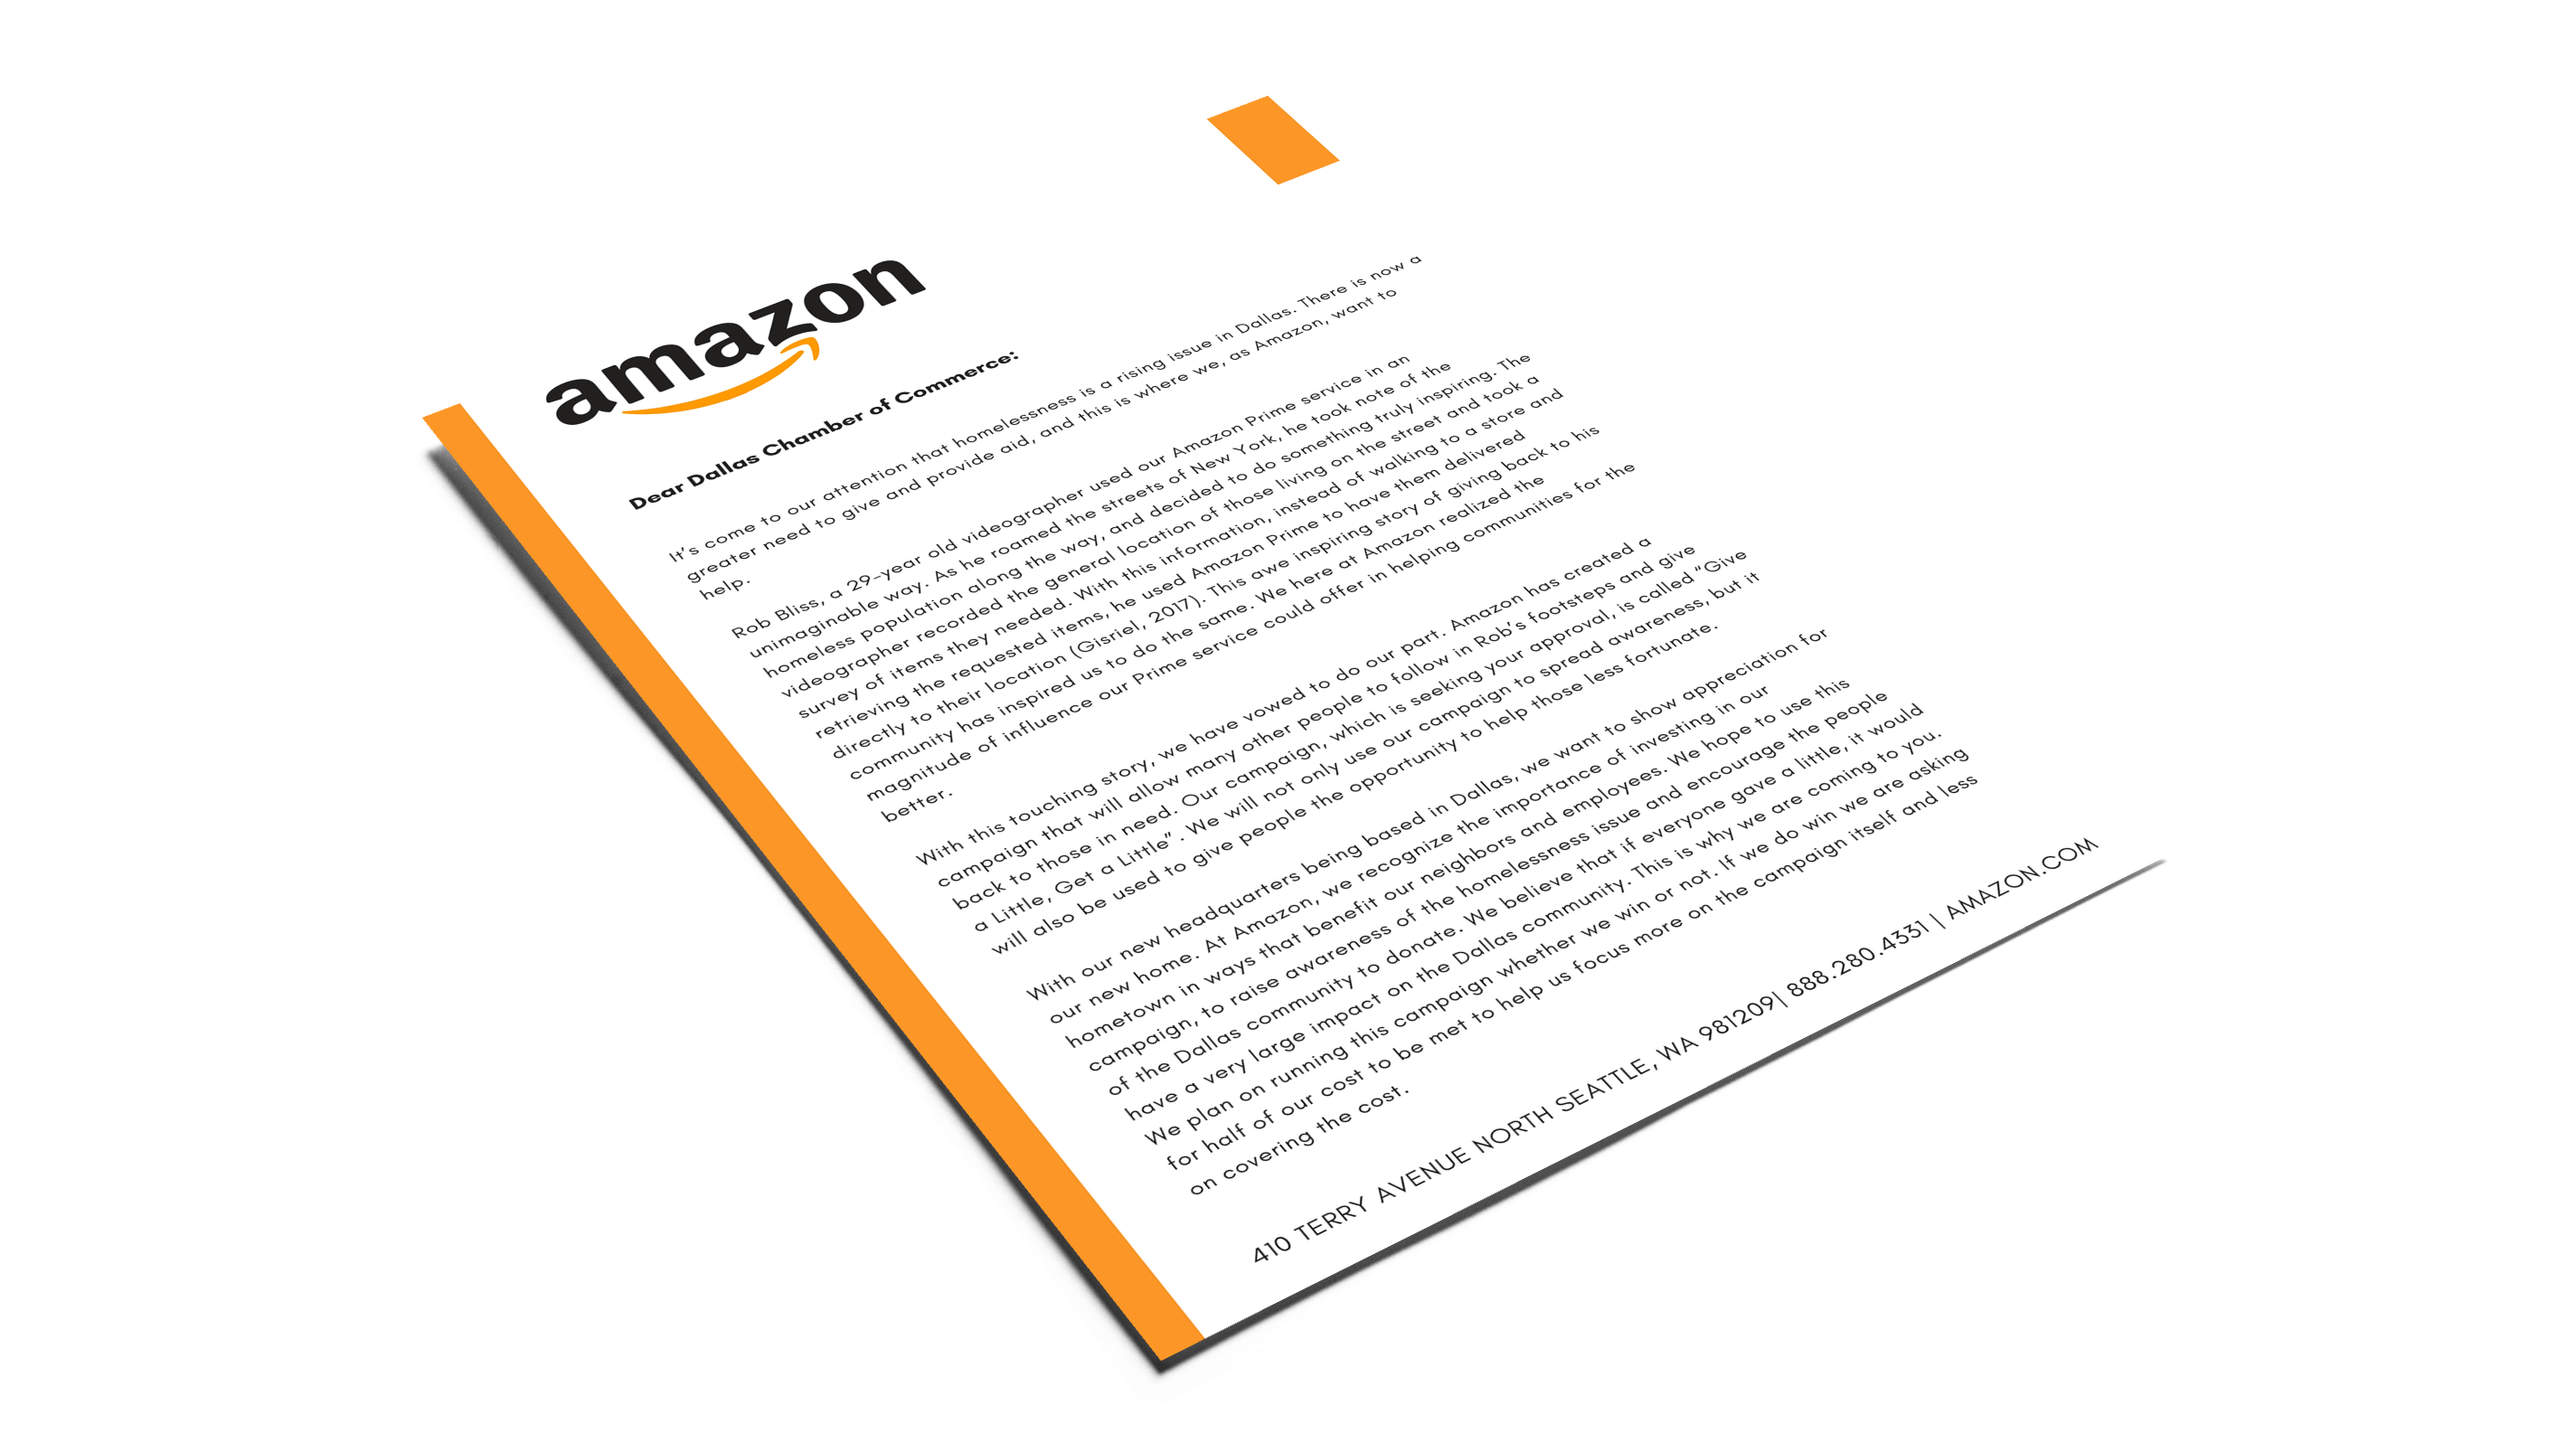 amazon
Dear Dallas Chamber of Commerce:
It's come to our attention that homelessness is a rising issue in Dallas. There is now a
greater need to give and provide aid, and this is where we, as Amazon, want to
help.
Rob Bliss, a 29-year old videographer used our Amazon Prime service in an
unimaginable way. As he roamed the streets of New York, he took note of the
homeless population along the way, and decided to do something truly inspiring. The
videographer recorded the general location of those living on the street and took a
survey of items they needed. With this information, instead of walking to a store and
retrieving the requested items, he used Amazon Prime to have them delivered
directly to their location (Gisriel, 2017). This awe inspiring story of giving back to his
community has inspired us to do the same. We here at Amazon realized the
magnitude of influence our Prime service could offer in helping communities for the
better.
With this touching story, we have vowed to do our part. Amazon has created a
campaign that will allow many other people to follow in Rob's footsteps and give
back to those in need. Our campaign, which is seeking your approval, is called “Give
a Little, Get a Little”. We will not only use our campaign to spread awareness, but it
will also be used to give people the opportunity to help those less fortunate.
With our new headquarters being based in Dallas, we want to show appreciation for
our new home. At Amazon, we recognize the importance of investing in our
hometown in ways that benefit our neighbors and employees. We hope to use this
campaign, to raise awareness of the homelessness issue and encourage the people
of the Dallas community to donate. We believe that if everyone gave a little, it would
have a very large impact on the Dallas community. This is why we are coming to you.
We plan on running this campaign whether we win or not. If we do win we are asking
for half of our cost to be met to help us focus more on the campaign itself and less
on covering the cost.
410 TERRY AVENUE NORTH SEATTLE, WA 981209| 888.280.4331 | AMAZON.COM